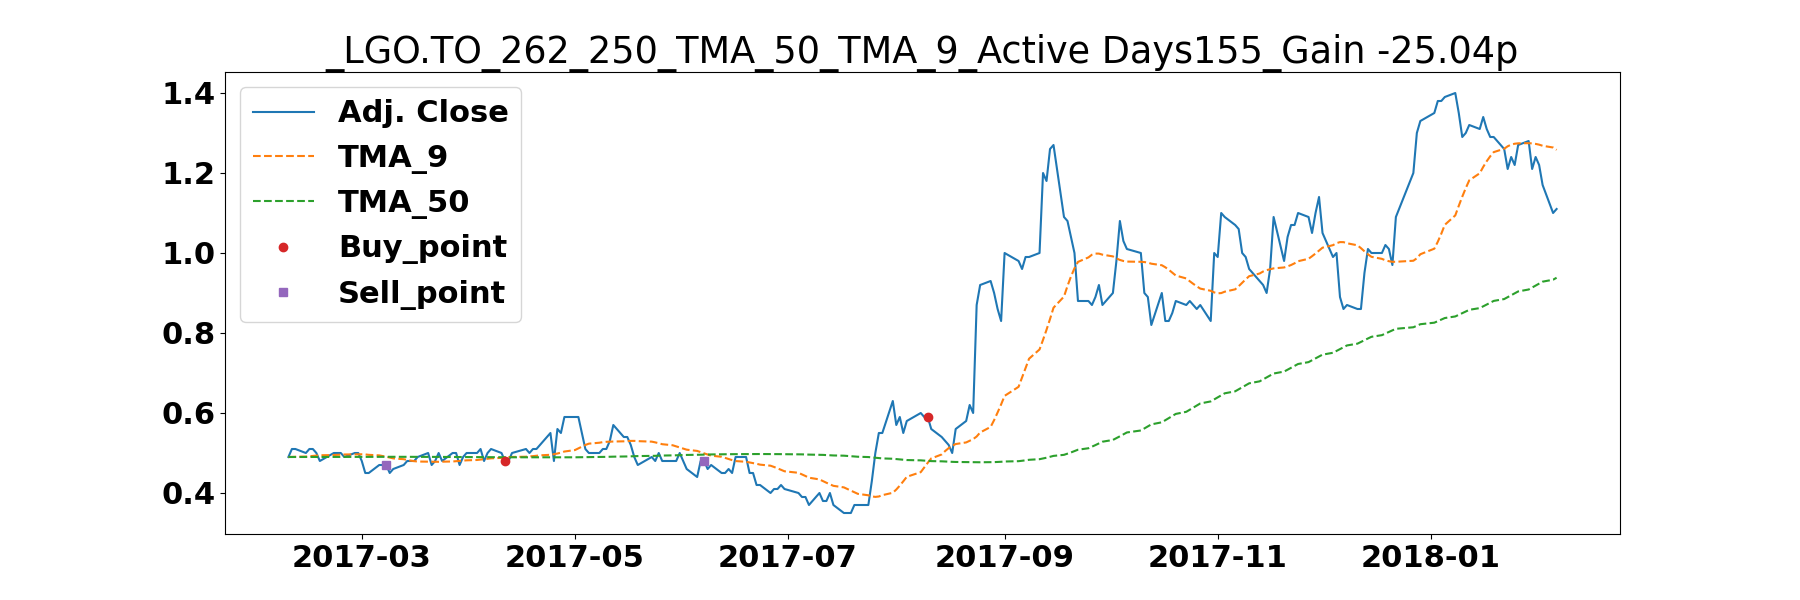 _LGO.TO_262_250_TMA_50_TMA_9_Active Days155_Gain -25.04p
1.4
1.2
1.0
0.8
0.6
0.4
Adj. Close
TMA_9
TMA_50
Buy_point
Sell_point
2017-03 2017-05 2017-07 2017-09 2017-11 2018-01